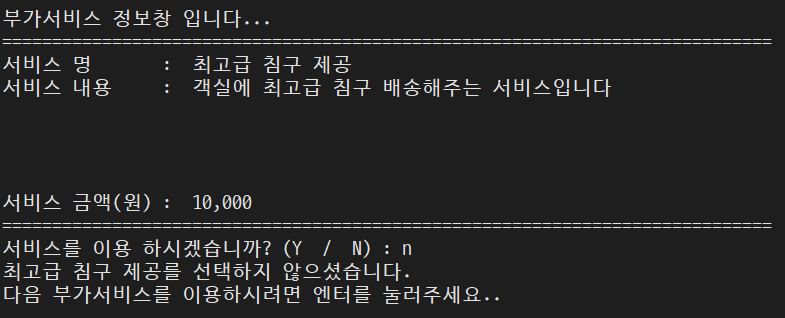 부가서비스 정보창 입니다...
=============================================================================
서비스 명 : 최고급 침구 제공
서비스 내용 : 객실에 최고급 침구 배송해주는 서비스입니다
서비스 금액(원) : 10,000
=============================================================================
서비스를 이용 하시겠습니까? (Y / N) : n
최고급 침구 제공를 선택하지 않으셨습니다.
다음 부가서비스를 이용하시려면 엔터를 눌러주세요..